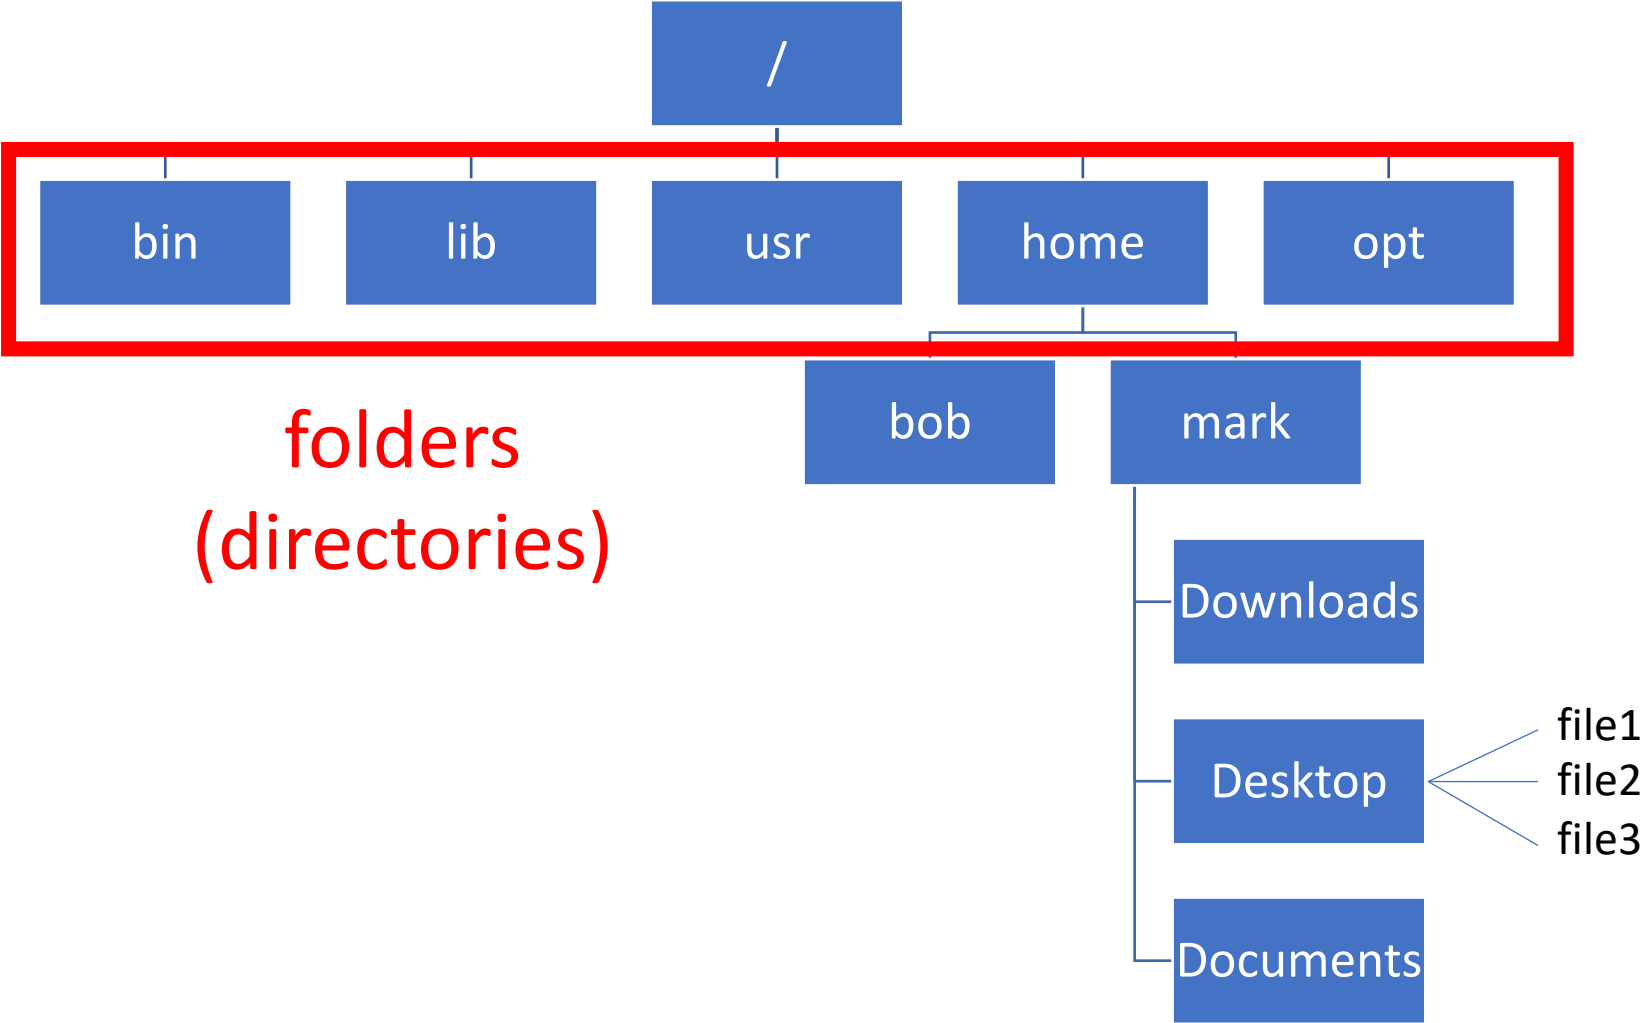 /
bin
lib
usr
home
opt
bob
mark
folders
(directories)
Downloads
Desktop
file1
file2
file3
Documents